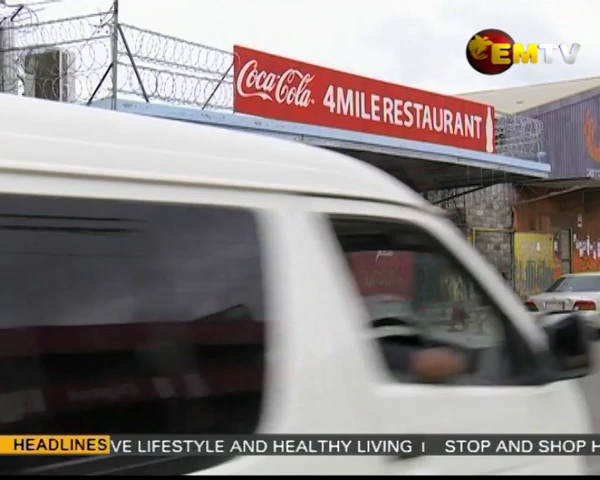 EMTV
Coca-Cola 4MILE RESTAURANT
HEADLINES VE LIFESTYLE AND HEALTHY LIVING I STOP AND SHOP H